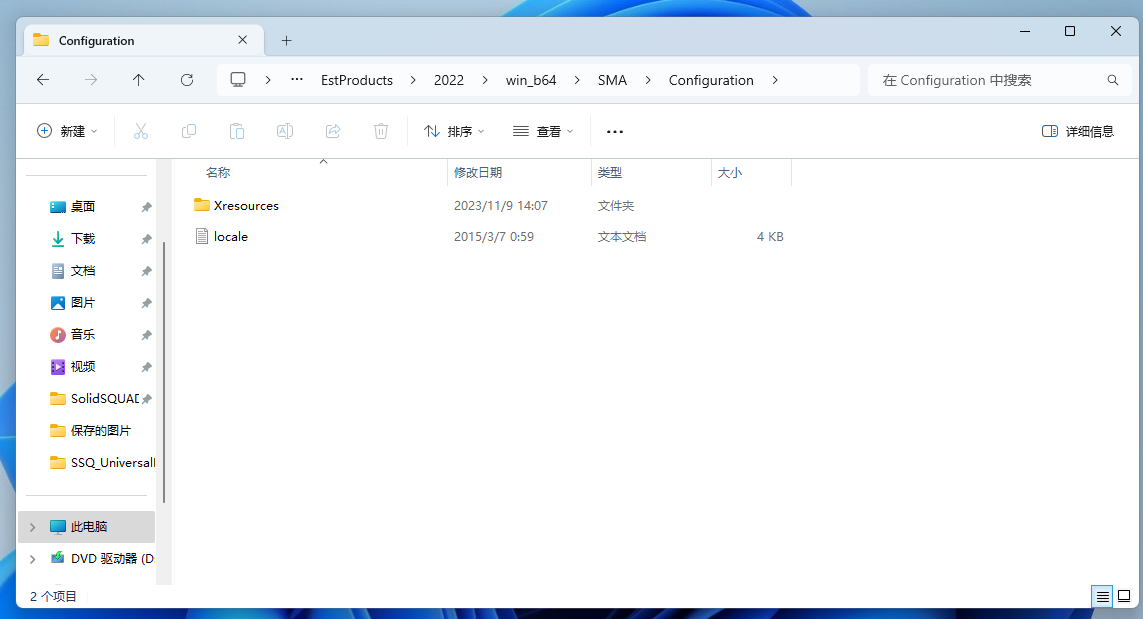 Configuration
EstProducts 2022 win_b64 SMA Configuration
在 Configuration 中搜索
新建 排序 查看 详细信息
名称 修改日期 类型 大小
Xresources 2023/11/9 14:07 文件夹
locale 2015/3/7 0:59 文本文档 4 KB
桌面
下载
文档
图片
音乐
视频
SolidSQUAD
保存的图片
SSQ_Universal
此电脑
DVD 驱动器 (D:
2 个项目